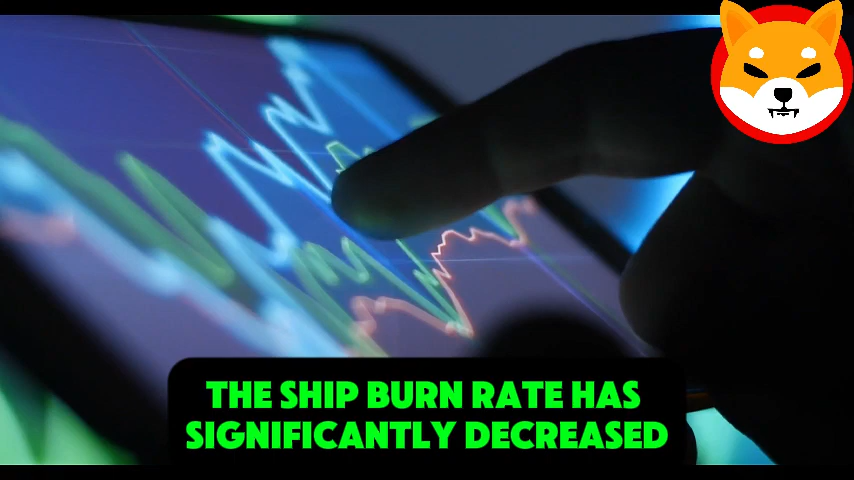 THE SHIP BURN RATE HAS
SIGNIFICANTLY DECREASED